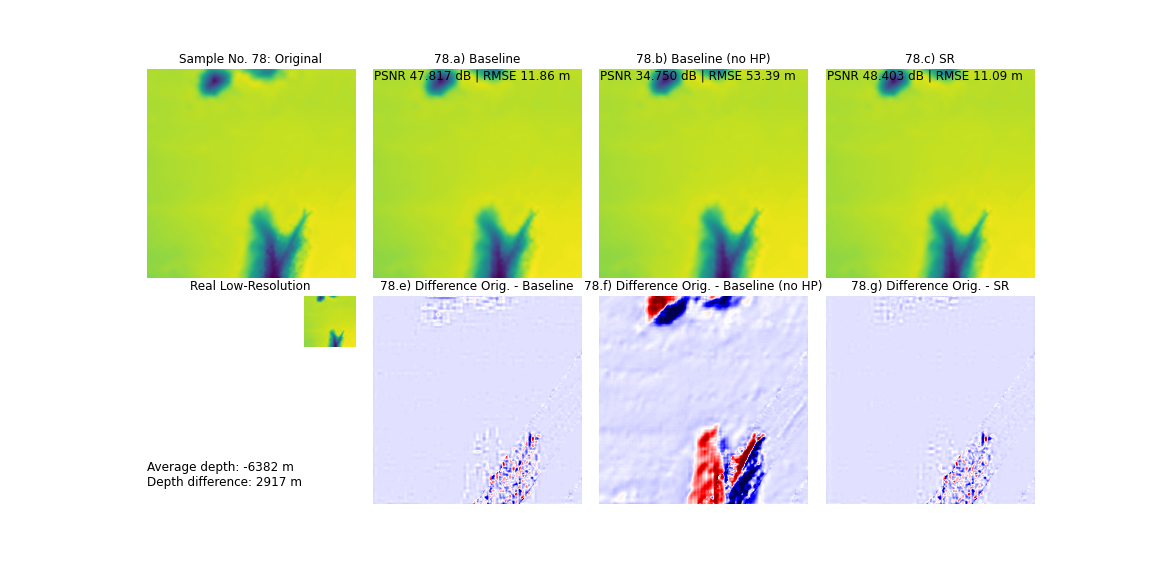 Sample No. 78: Original
78.a) Baseline
78.b) Baseline (no HP)
78.c) SR
PSNR 47.817 dB | RMSE 11.86 m
PSNR 34.750 dB | RMSE 53.39 m
PSNR 48.403 dB | RMSE 11.09 m
Real Low-Resolution
78.e) Difference Orig. - Baseline
78.f) Difference Orig. - Baseline (no HP)
78.g) Difference Orig. - SR
Average depth: -6382 m
Depth difference: 2917 m